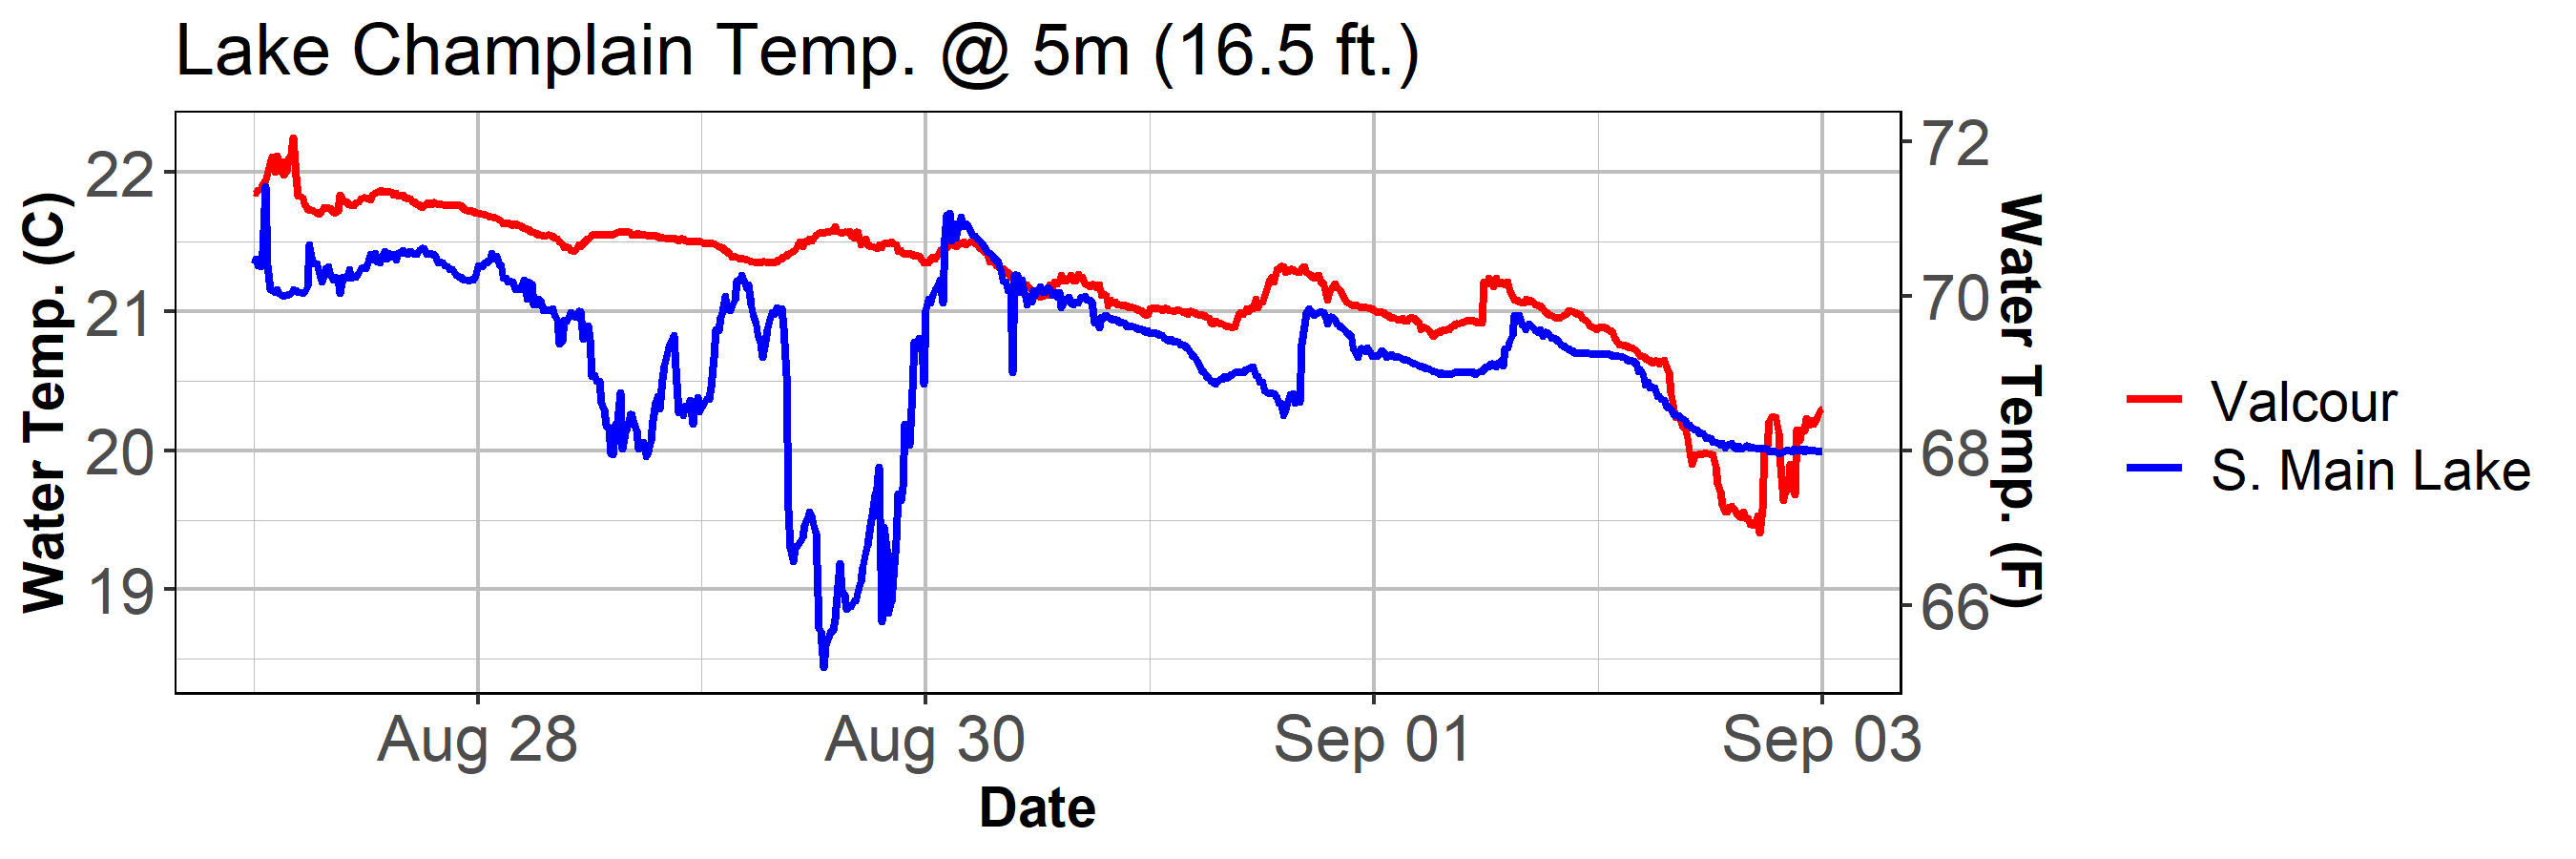 Lake Champlain Temp. @ 5m (16.5 ft.)
Water Temp. (C)
22
21
20
19
72
70
68
66
Water Temp. (F)
Aug 28
Aug 30
Sep 01
Sep 03
Date
Valcour
S. Main Lake